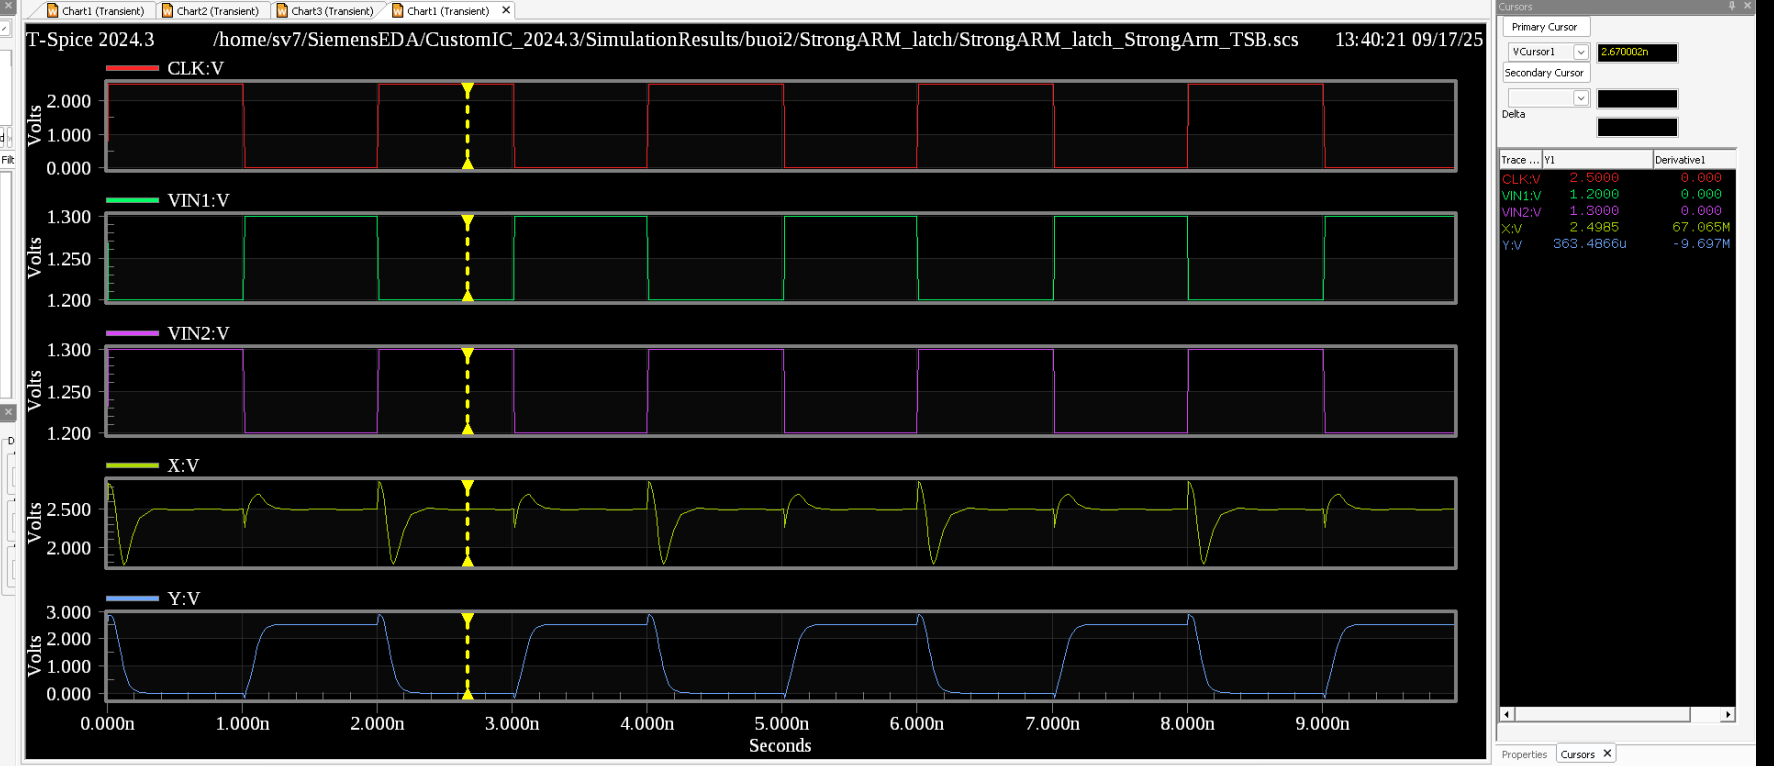 Chart1 (Transient) Chart2 (Transient) Chart3 (Transient) Chart1 (Transient)
T-Spice 2024.3 /home/sv7/SiemensEDA/CustomIC_2024.3/SimulationResults/buoi2/StrongARM_latch/StrongARM_latch_StrongArm_TSB.scs 13:40:21 09/17/25
CLK:V
2.000
1.000
0.000
Volts
VIN1:V
1.300
1.250
1.200
Volts
VIN2:V
1.300
1.250
1.200
Volts
X:V
2.500
2.000
Volts
Y:V
3.000
2.000
1.000
0.000
Volts
0.000n 1.000n 2.000n 3.000n 4.000n 5.000n 6.000n 7.000n 8.000n 9.000n
Seconds
Filt
D
Cursors
Primary Cursor
VCursor1 2.670002n
Secondary Cursor
Delta
Trace ... Y1 Derivative1
CLK:V 2.5000 0.000
VIN1:V 1.2000 0.000
VIN2:V 1.3000 0.000
X:V 2.4985 67.065M
Y:V 363.4866u -9.697M
Properties Cursors